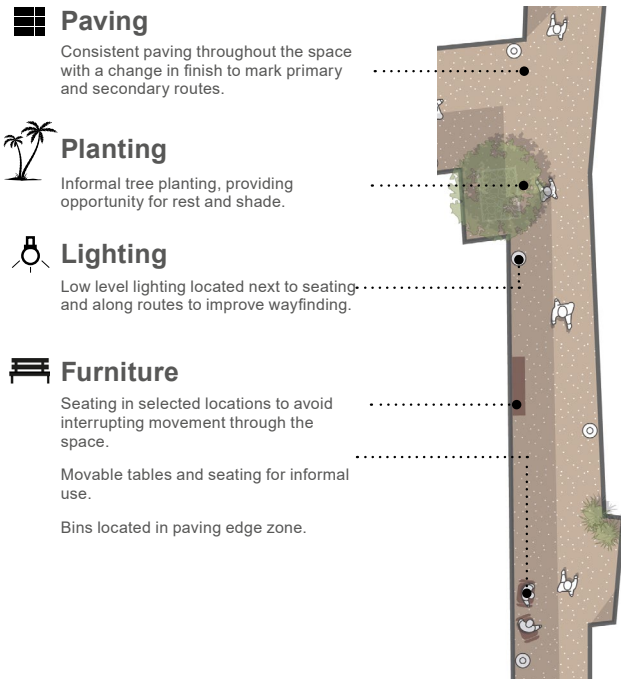 Paving
Consistent paving throughout the space
with a change in finish to mark primary
and secondary routes.
Planting
Informal tree planting, providing
opportunity for rest and shade.
Lighting
Low level lighting located next to seating
and along routes to improve wayfinding.
Furniture
Seating in selected locations to avoid
interrupting movement through the
space.
Movable tables and seating for informal
use.
Bins located in paving edge zone.